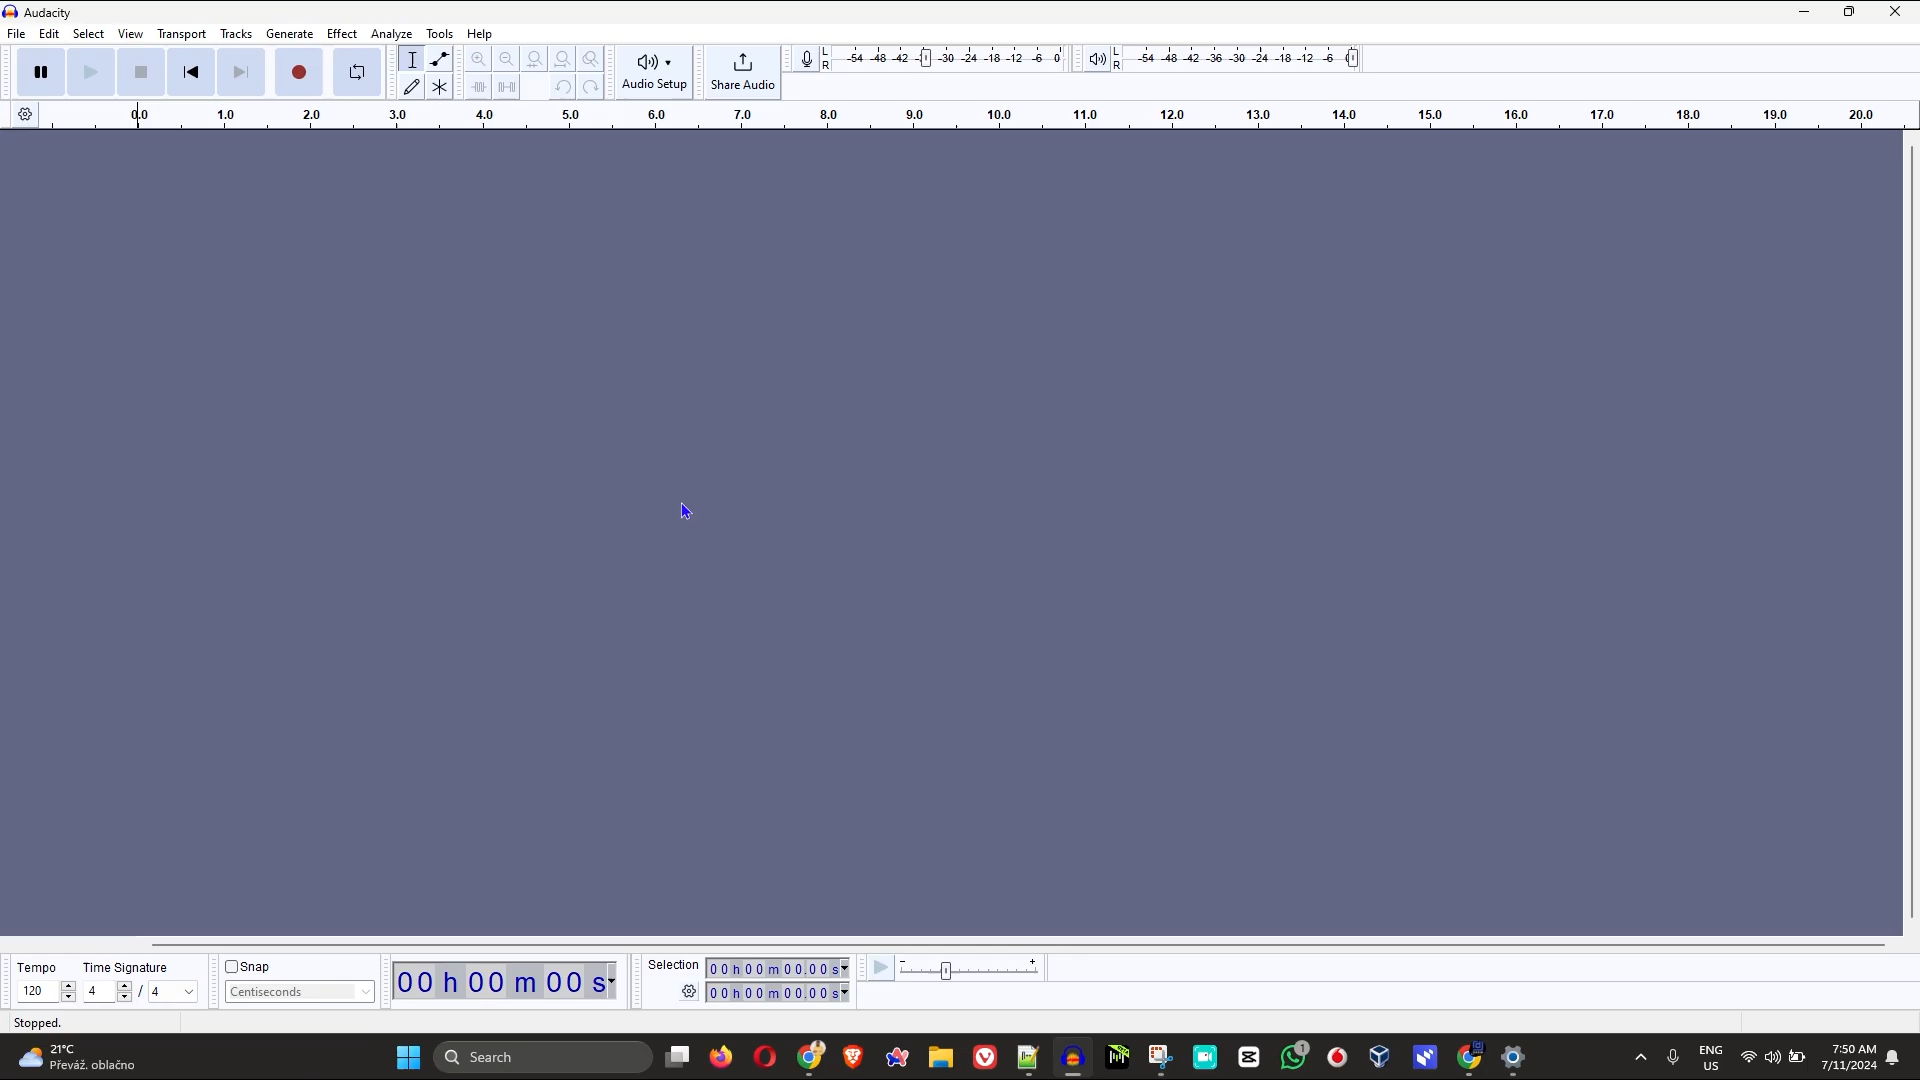 Audacity
File Edit Select View Transport Tracks Generate Effect Analyze Tools Help
Audio Setup
Share Audio
L R -54 -48 -42 -30 -24 -18 -12 -6 0
L R -54 -48 -42 -36 -30 -24 -18 -12 -6
0.0 1.0 2.0 3.0 4.0 5.0 6.0 7.0 8.0 9.0 10.0 11.0 12.0 13.0 14.0 15.0 16.0 17.0 18.0 19.0 20.0
Tempo Time Signature
120 4 / 4
Snap
Centiseconds
00 h 00 m 00 s
Selection 00 h 00 m 00.00 s
00 h 00 m 00.00 s
- +
Stopped.
21°C
Převáž. oblačno
Search
1
ENG
US
7:50 AM
7/11/2024